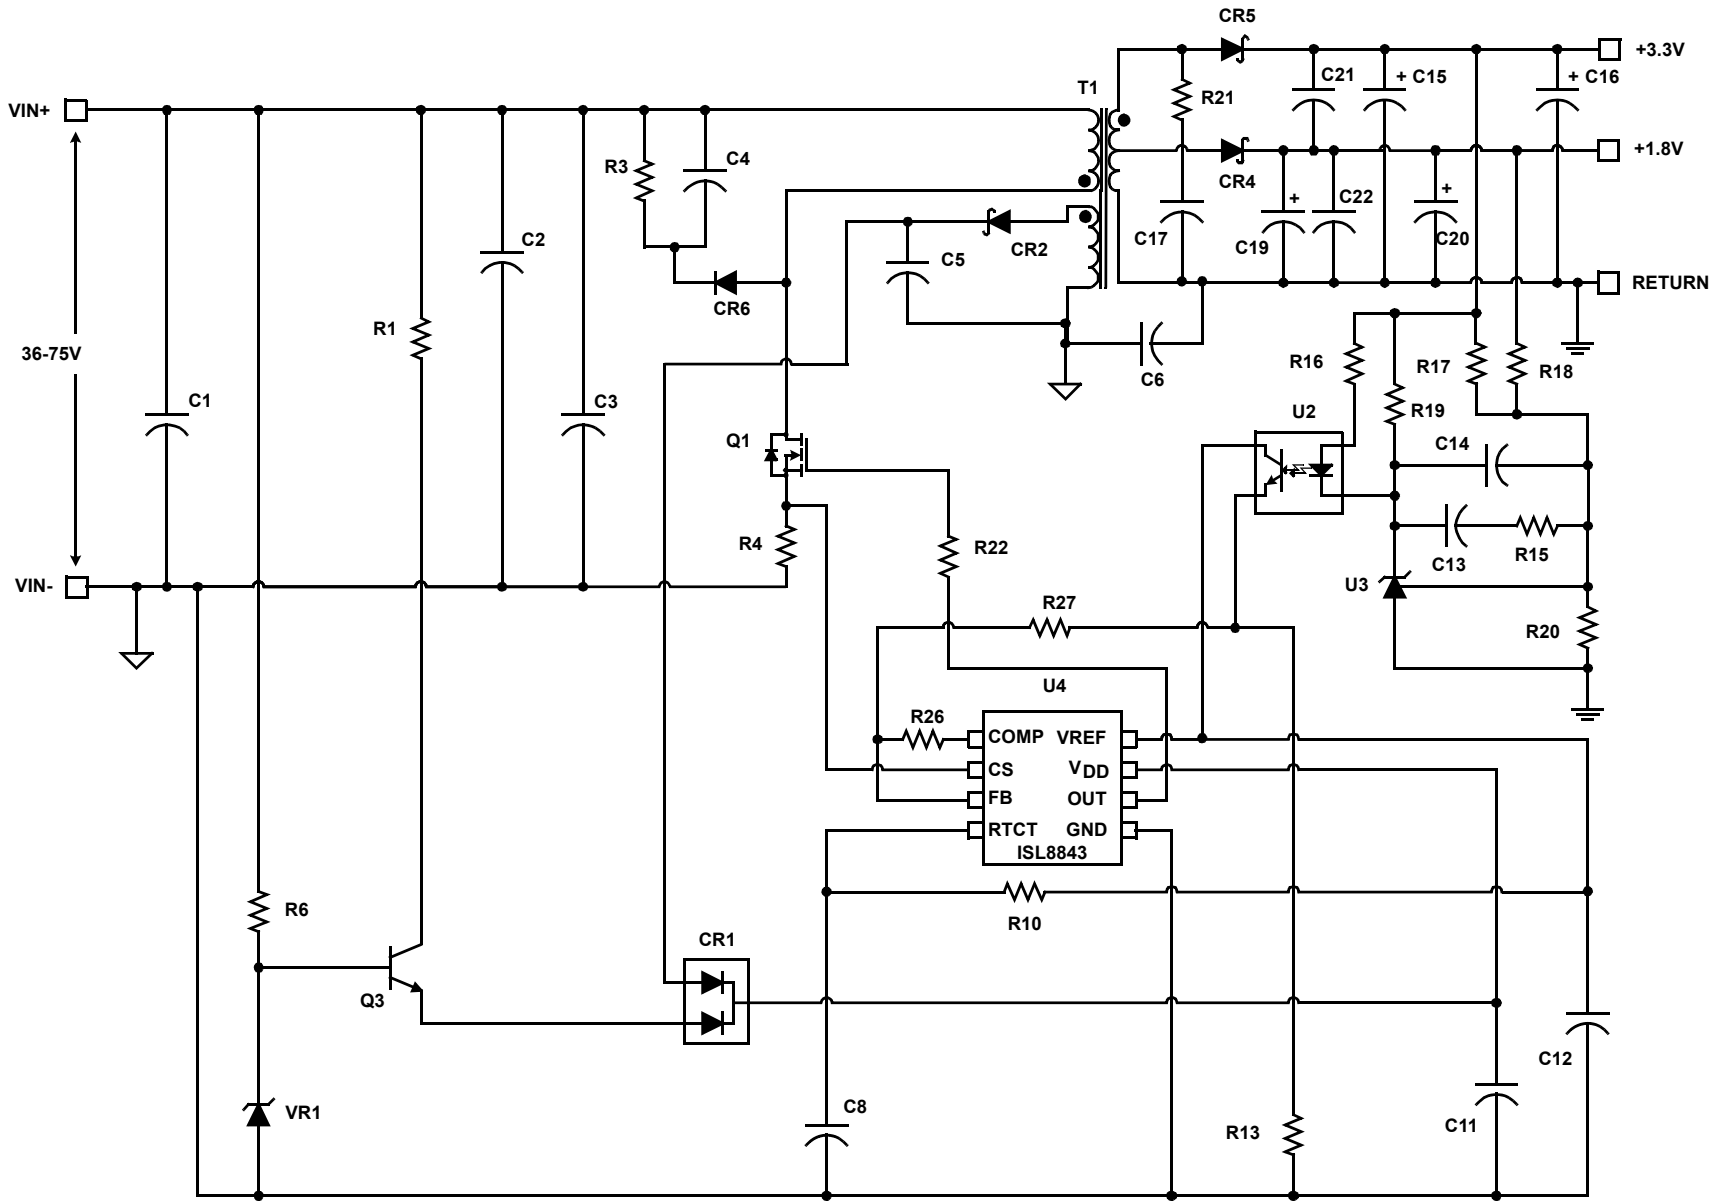 CR5
+3.3V
C21
+ C15
+ C16
T1
R21
VIN+
+1.8V
R3
C4
CR4
+
C22
+
C17
C19
C20
C2
C5
CR2
RETURN
CR6
R1
36-75V
C6
R16
R17
R18
C1
C3
U2
R19
Q1
C14
R4
R22
C13
R15
VIN-
U3
R27
R20
U4
R26
COMP
VREF
CS
VDD
FB
OUT
RTCT
GND
ISL8843
R6
R10
CR1
Q3
C12
VR1
C8
R13
C11